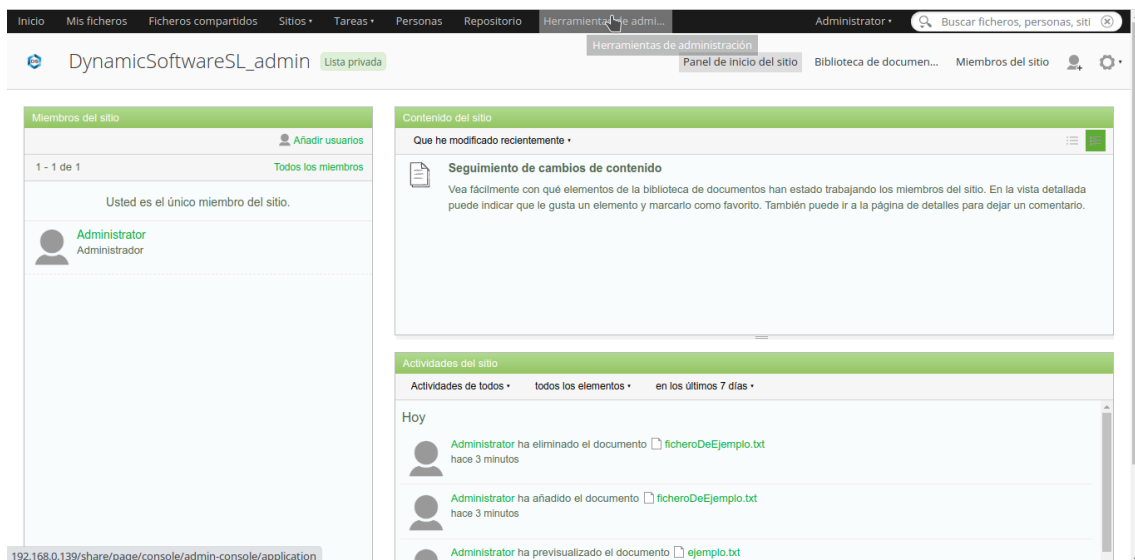 Inicio Mis ficheros Ficheros compartidos Sitios Tareas Personas Repositorio Herramientas de admi... Administrator Buscar ficheros, personas, siti
Herramientas de administración
DynamicSoftwareSL_admin Lista privada Panel de inicio del sitio Biblioteca de documen... Miembros del sitio
Miembros del sitio
Añadir usuarios
1 - 1 de 1 Todos los miembros
Usted es el único miembro del sitio.
Administrator
Administrador
Contenido del sitio
Que he modificado recientemente
Seguimiento de cambios de contenido
Vea fácilmente con qué elementos de la biblioteca de documentos han estado trabajando los miembros del sitio. En la vista detallada
puede indicar que le gusta un elemento y marcarlo como favorito. También puede ir a la página de detalles para dejar un comentario.
Actividades del sitio
Actividades de todos todos los elementos en los últimos 7 días
Hoy
Administrator ha eliminado el documento ficheroDeEjemplo.txt
hace 3 minutos
Administrator ha añadido el documento ficheroDeEjemplo.txt
hace 3 minutos
Administrator ha previsualizado el documento ejemplo.txt
192.168.0.139/share/page/console/admin-console/application